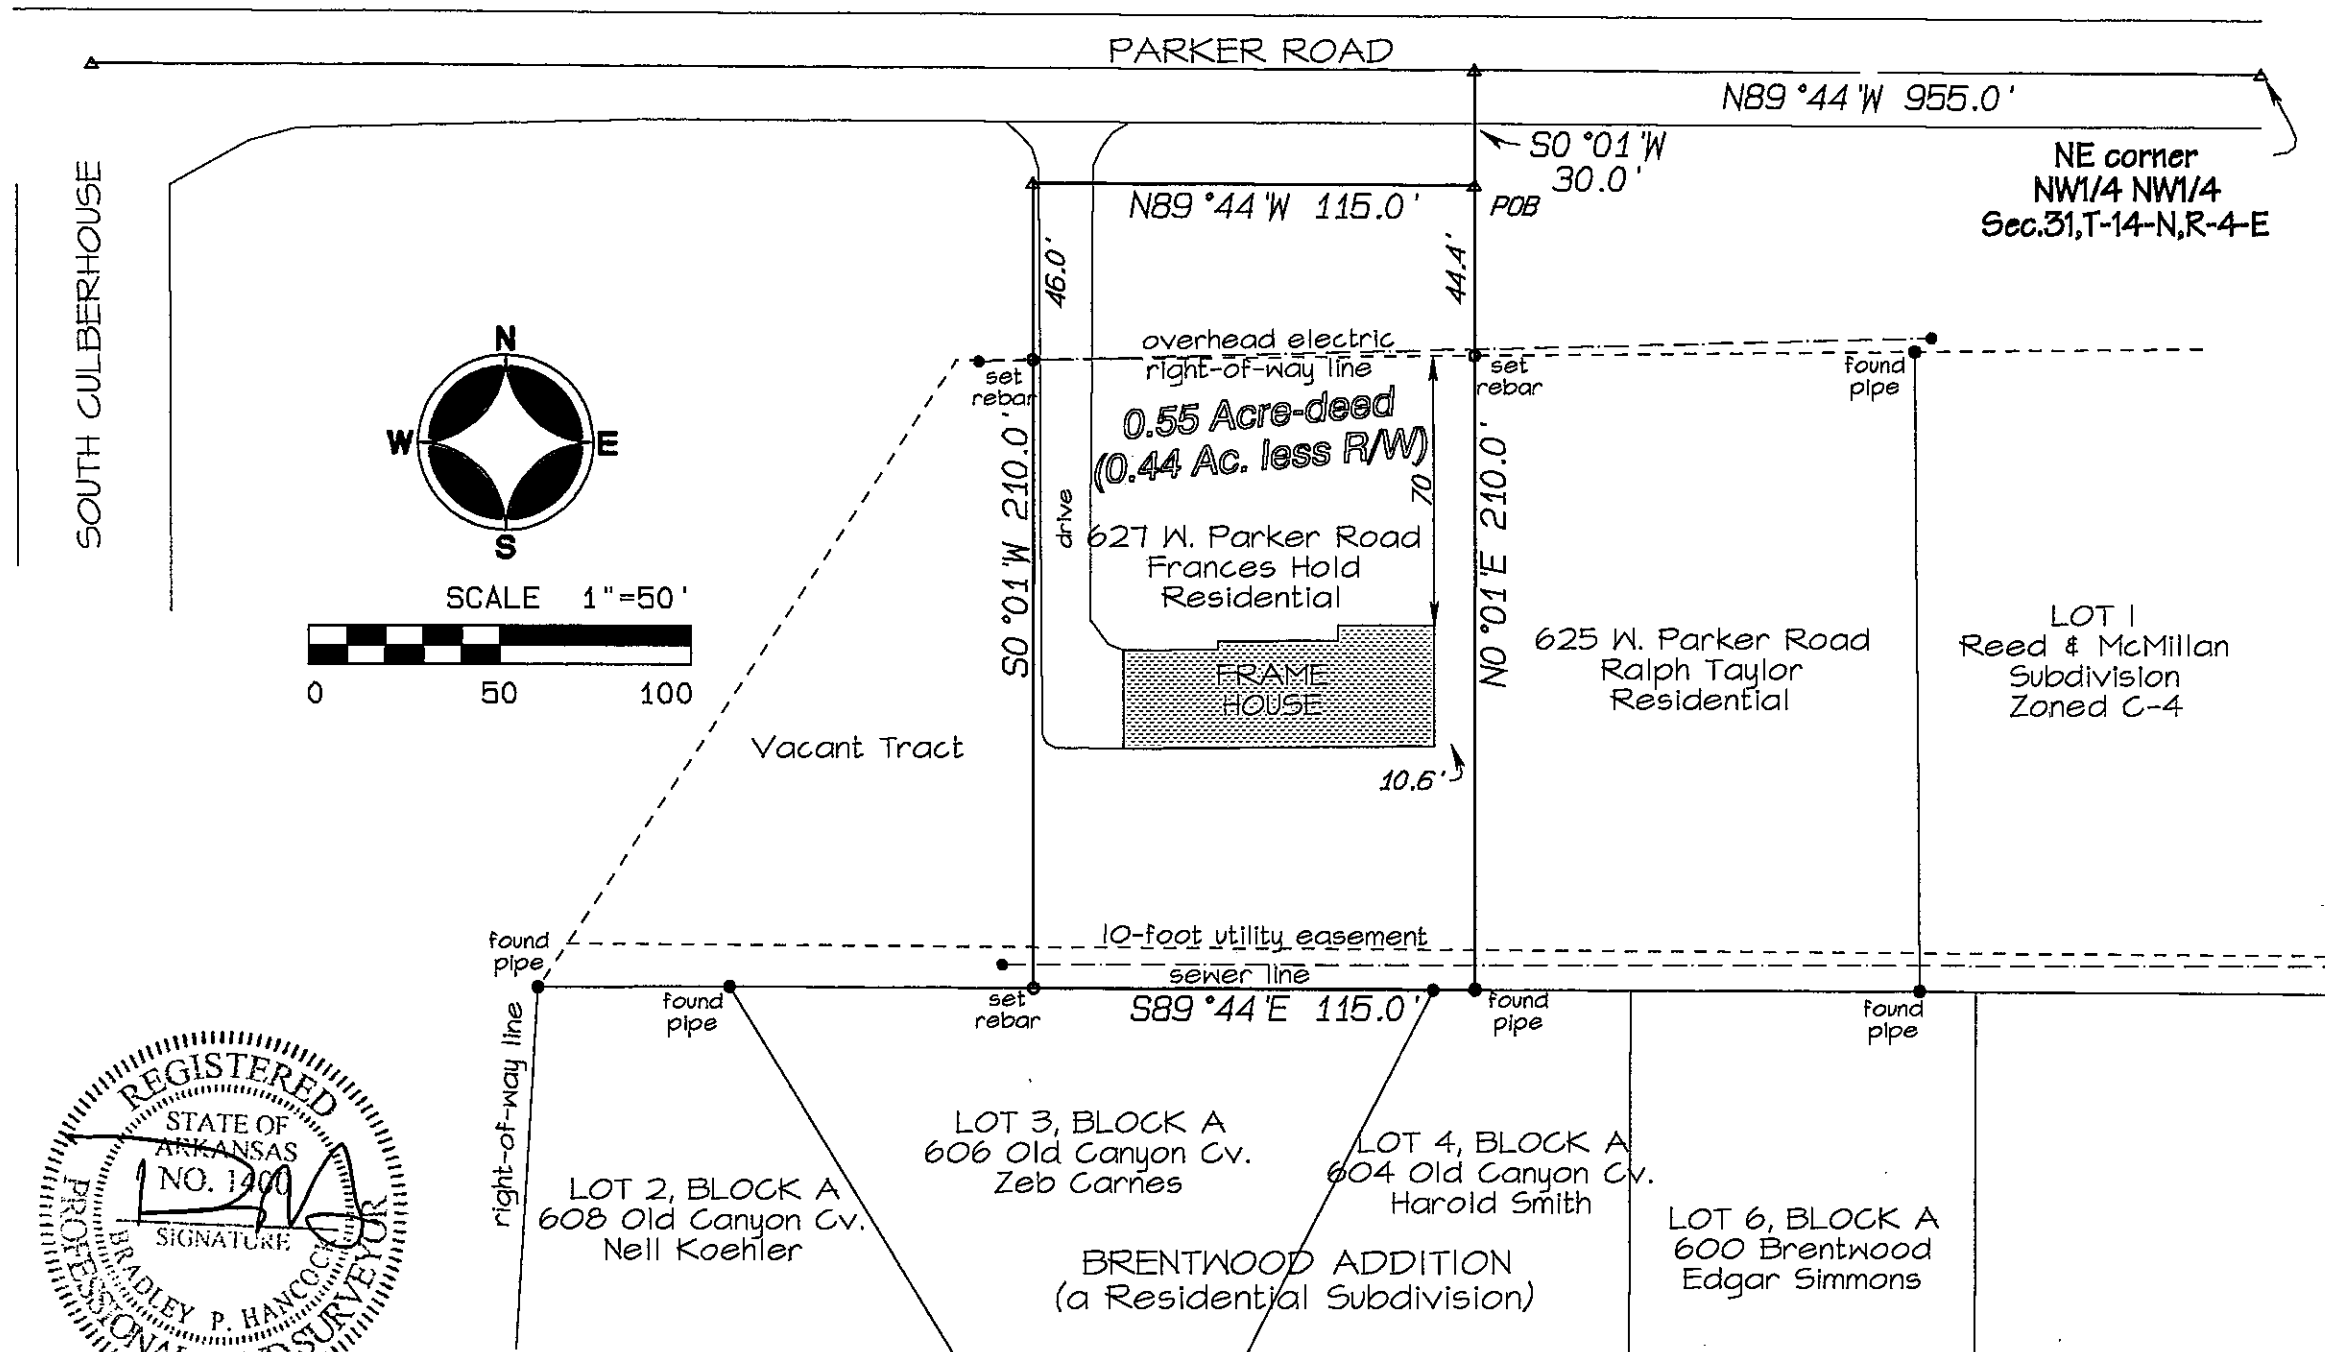 PARKER ROAD
N89°44'W 955.0'
S0°01'W
30.0'
NE corner
NW1/4 NW1/4
Sec.31,T-14-N,R-4-E
N89°44'W 115.0'
POB
SOUTH CULBERHOUSE
46.0'
44.4'
N
W E
S
SCALE 1"=50'
0 50 100
overhead electric
right-of-way line
set
rebar
set
rebar
found
pipe
0.55 Acre-deed
(0.44 Ac. less R/W)
70'
S0°01'W 210.0'
drive
N0°01'E 210.0'
627 W. Parker Road
Frances Hold
Residential
FRAME
HOUSE
625 W. Parker Road
Ralph Taylor
Residential
LOT 1
Reed & McMillan
Subdivision
Zoned C-4
Vacant Tract
10.6'
10-foot utility easement
sewer line
found
pipe
found
pipe
set
rebar
S89°44'E 115.0'
found
pipe
found
pipe
right-of-way line
LOT 2, BLOCK A
608 Old Canyon Cv.
Nell Koehler
LOT 3, BLOCK A
606 Old Canyon Cv.
Zeb Carnes
LOT 4, BLOCK A
604 Old Canyon Cv.
Harold Smith
LOT 6, BLOCK A
600 Brentwood
Edgar Simmons
BRENTWOOD ADDITION
(a Residential Subdivision)
REGISTERED
STATE OF
ARKANSAS
NO. 1400
SIGNATURE
BRADLEY P. HANCOCK
PROFESSIONAL LAND SURVEYOR